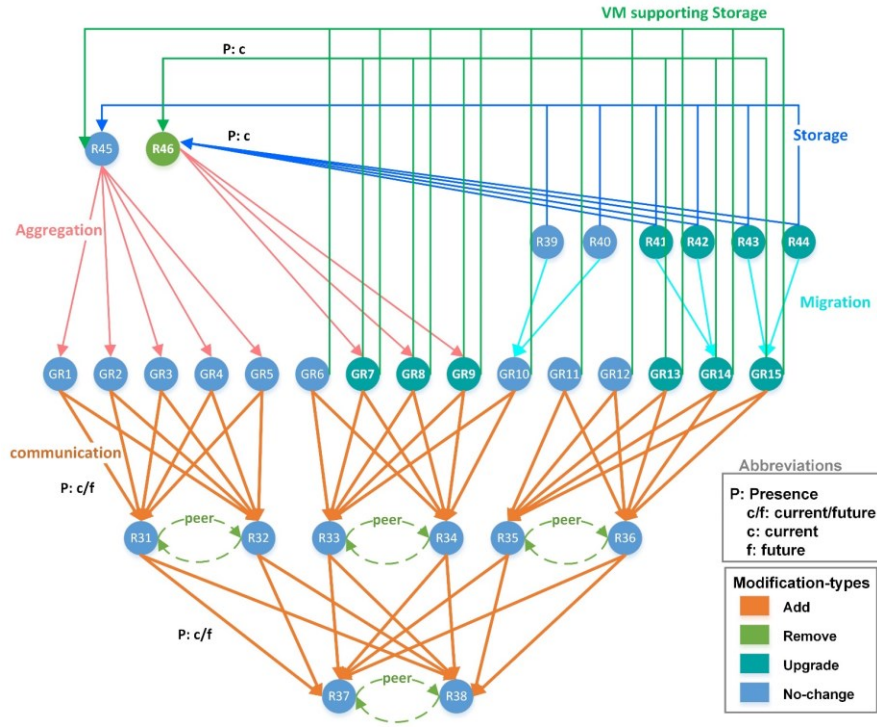 VM supporting Storage
P: c
P: c
Storage
R45
R46
Aggregation
R39
R40
R41
R42
R43
R44
Migration
GR1
GR2
GR3
GR4
GR5
GR6
GR7
GR8
GR9
GR10
GR11
GR12
GR13
GR14
GR15
communication
P: c/f
Abbreviations
P: Presence
c/f: current/future
c: current
f: future
peer
peer
peer
R31
R32
R33
R34
R35
R36
Modification-types
Add
Remove
Upgrade
No-change
P: c/f
peer
R37
R38